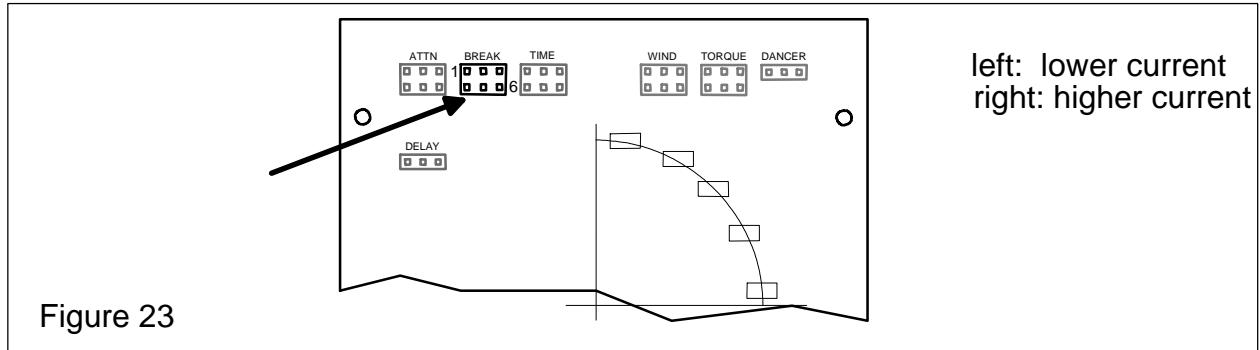 ATTN BREAK TIME WIND TORQUE DANCER
1 6
DELAY
left: lower current
right: higher current
Figure 23